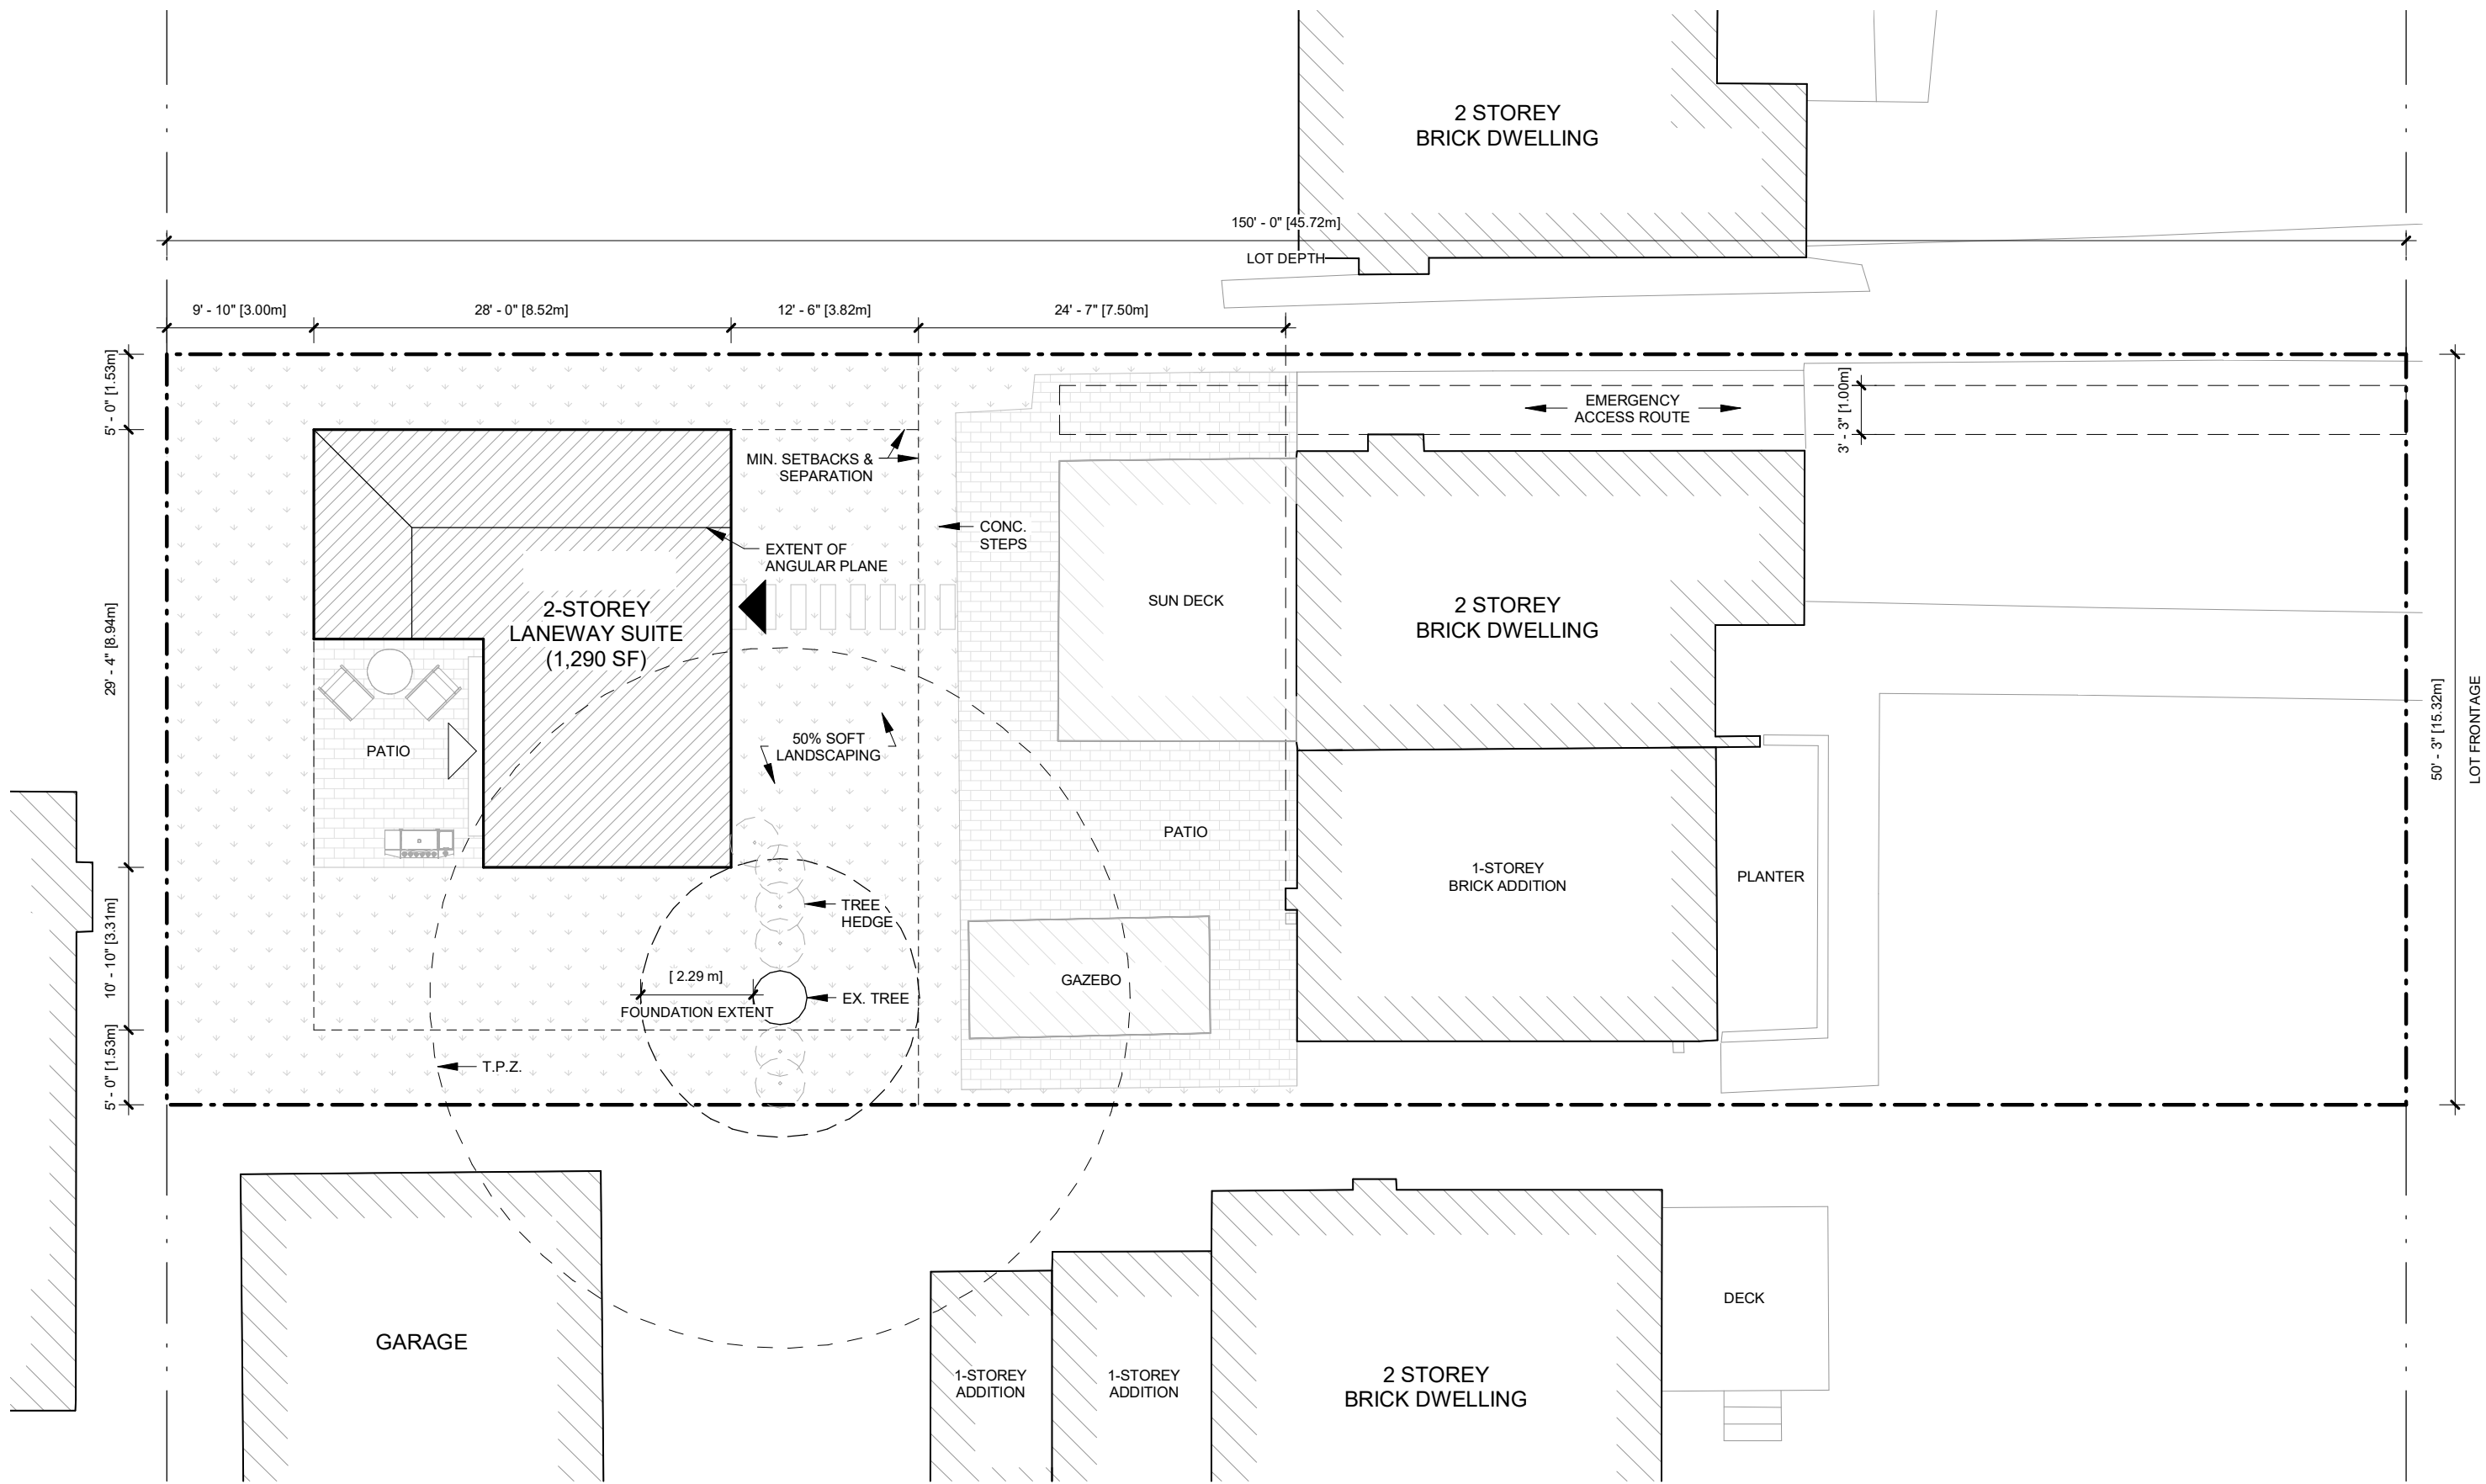 2 STOREY
BRICK DWELLING
150' - 0" [45.72m]
LOT DEPTH
9' - 10" [3.00m]
28' - 0" [8.52m]
12' - 6" [3.82m]
24' - 7" [7.50m]
5' - 0" [1.53m]
EMERGENCY
ACCESS ROUTE
3' - 3" [1.00m]
MIN. SETBACKS &
SEPARATION
CONC.
STEPS
EXTENT OF
ANGULAR PLANE
2-STOREY
LANEWAY SUITE
(1,290 SF)
SUN DECK
2 STOREY
BRICK DWELLING
29' - 4" [8.94m]
50' - 3" [15.32m]
LOT FRONTAGE
PATIO
50% SOFT
LANDSCAPING
PATIO
1-STOREY
BRICK ADDITION
PLANTER
TREE
HEDGE
10' - 10" [3.31m]
[ 2.29 m]
FOUNDATION EXTENT
EX. TREE
GAZEBO
T.P.Z.
5' - 0" [1.53m]
GARAGE
1-STOREY
ADDITION
1-STOREY
ADDITION
2 STOREY
BRICK DWELLING
DECK